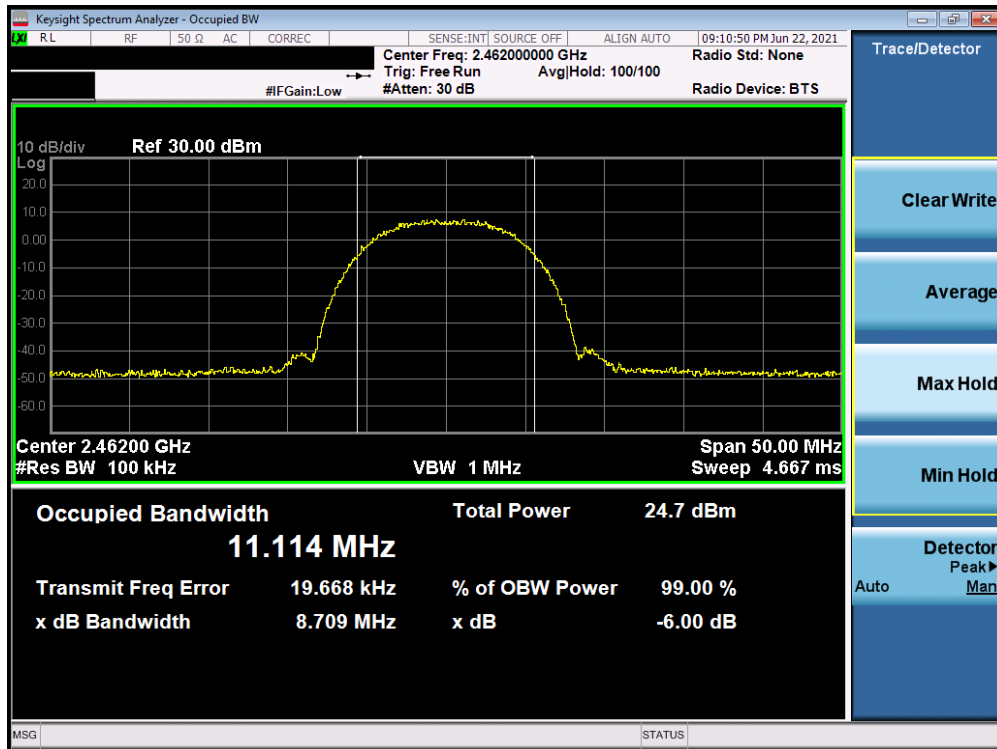 Keysight Spectrum Analyzer - Occupied BW
LXI RL RF 50 Ω AC CORREC SENSE:INT SOURCE OFF ALIGN AUTO 09:10:50 PM Jun 22, 2021
Center Freq: 2.462000000 GHz Radio Std: None
Trig: Free Run Avg|Hold: 100/100
#IFGain:Low #Atten: 30 dB Radio Device: BTS
Trace/Detector
10 dB/div Ref 30.00 dBm
Log
20.0
10.0
0.00
-10.0
-20.0
-30.0
-40.0
-50.0
-60.0
Center 2.46200 GHz Span 50.00 MHz
#Res BW 100 kHz VBW 1 MHz Sweep 4.667 ms
Occupied Bandwidth Total Power 24.7 dBm
11.114 MHz
Transmit Freq Error 19.668 kHz % of OBW Power 99.00 %
x dB Bandwidth 8.709 MHz x dB -6.00 dB
Clear Write
Average
Max Hold
Min Hold
Detector
Peak▶
Auto Man
MSG STATUS